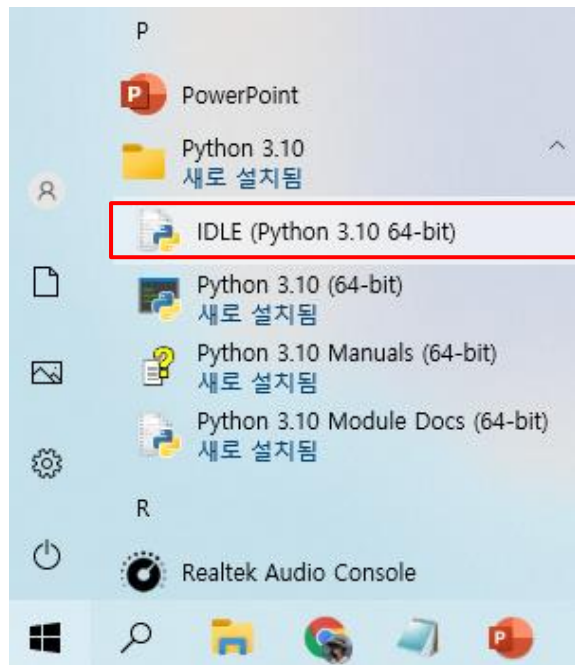 P
PowerPoint
Python 3.10
새로 설치됨
IDLE (Python 3.10 64-bit)
Python 3.10 (64-bit)
새로 설치됨
Python 3.10 Manuals (64-bit)
새로 설치됨
Python 3.10 Module Docs (64-bit)
새로 설치됨
R
Realtek Audio Console